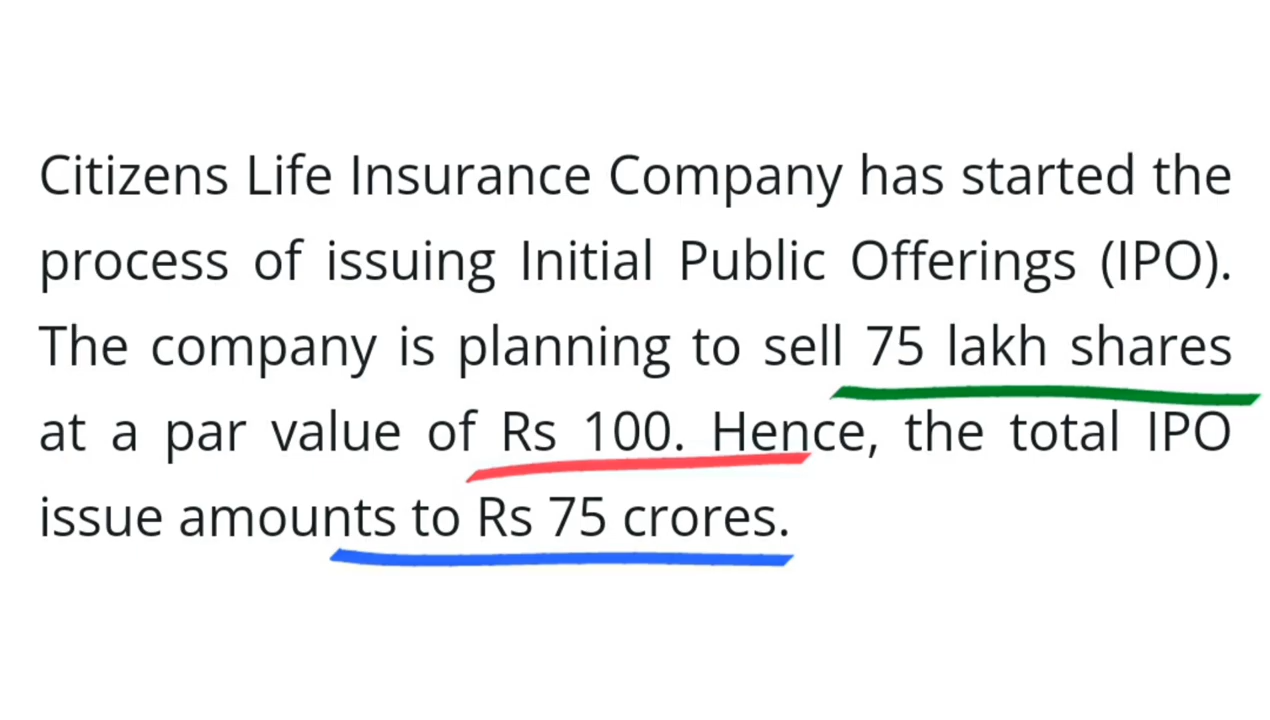 Citizens Life Insurance Company has started the
process of issuing Initial Public Offerings (IPO).
The company is planning to sell 75 lakh shares
at a par value of Rs 100. Hence, the total IPO
issue amounts to Rs 75 crores.